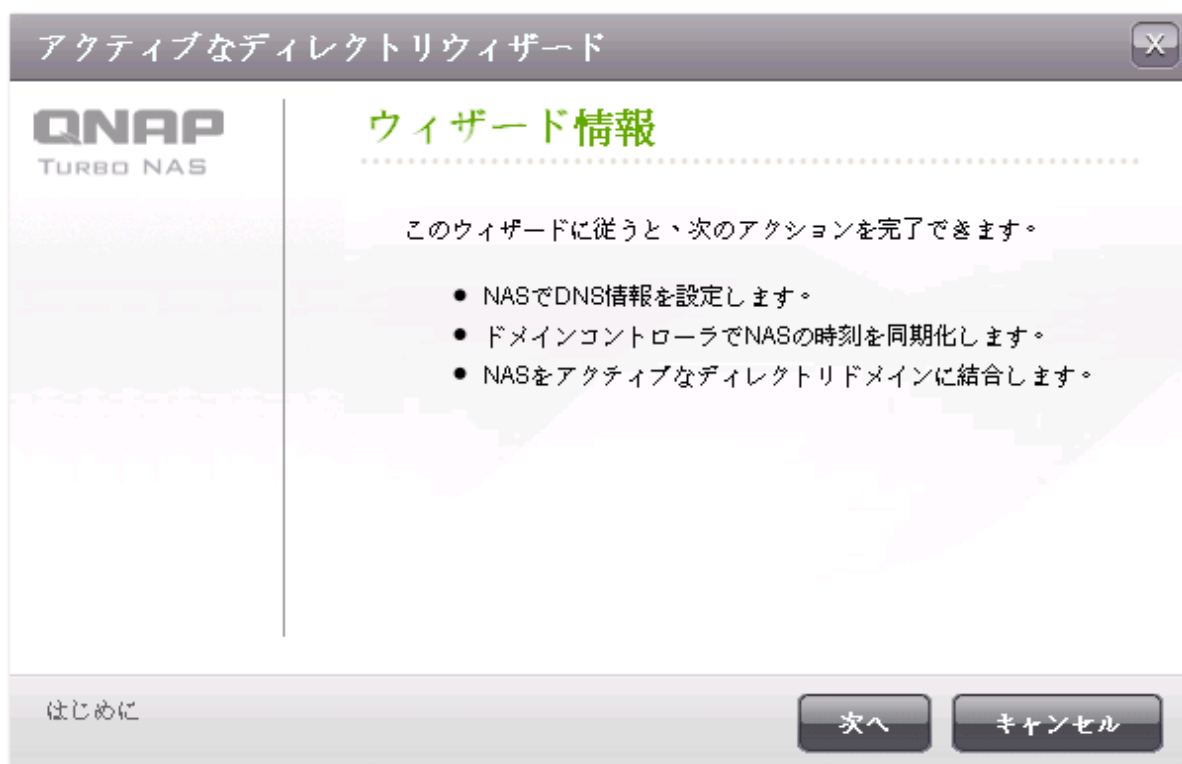 アクティブなディレクトリウィザード
X
QNAP
TURBO NAS
ウィザード情報
このウィザードに従うと、次のアクションを完了できます。
● NASでDNS情報を設定します。
● ドメインコントローラでNASの時刻を同期化します。
● NASをアクティブなディレクトリドメインに結合します。
はじめに
次へ
キャンセル